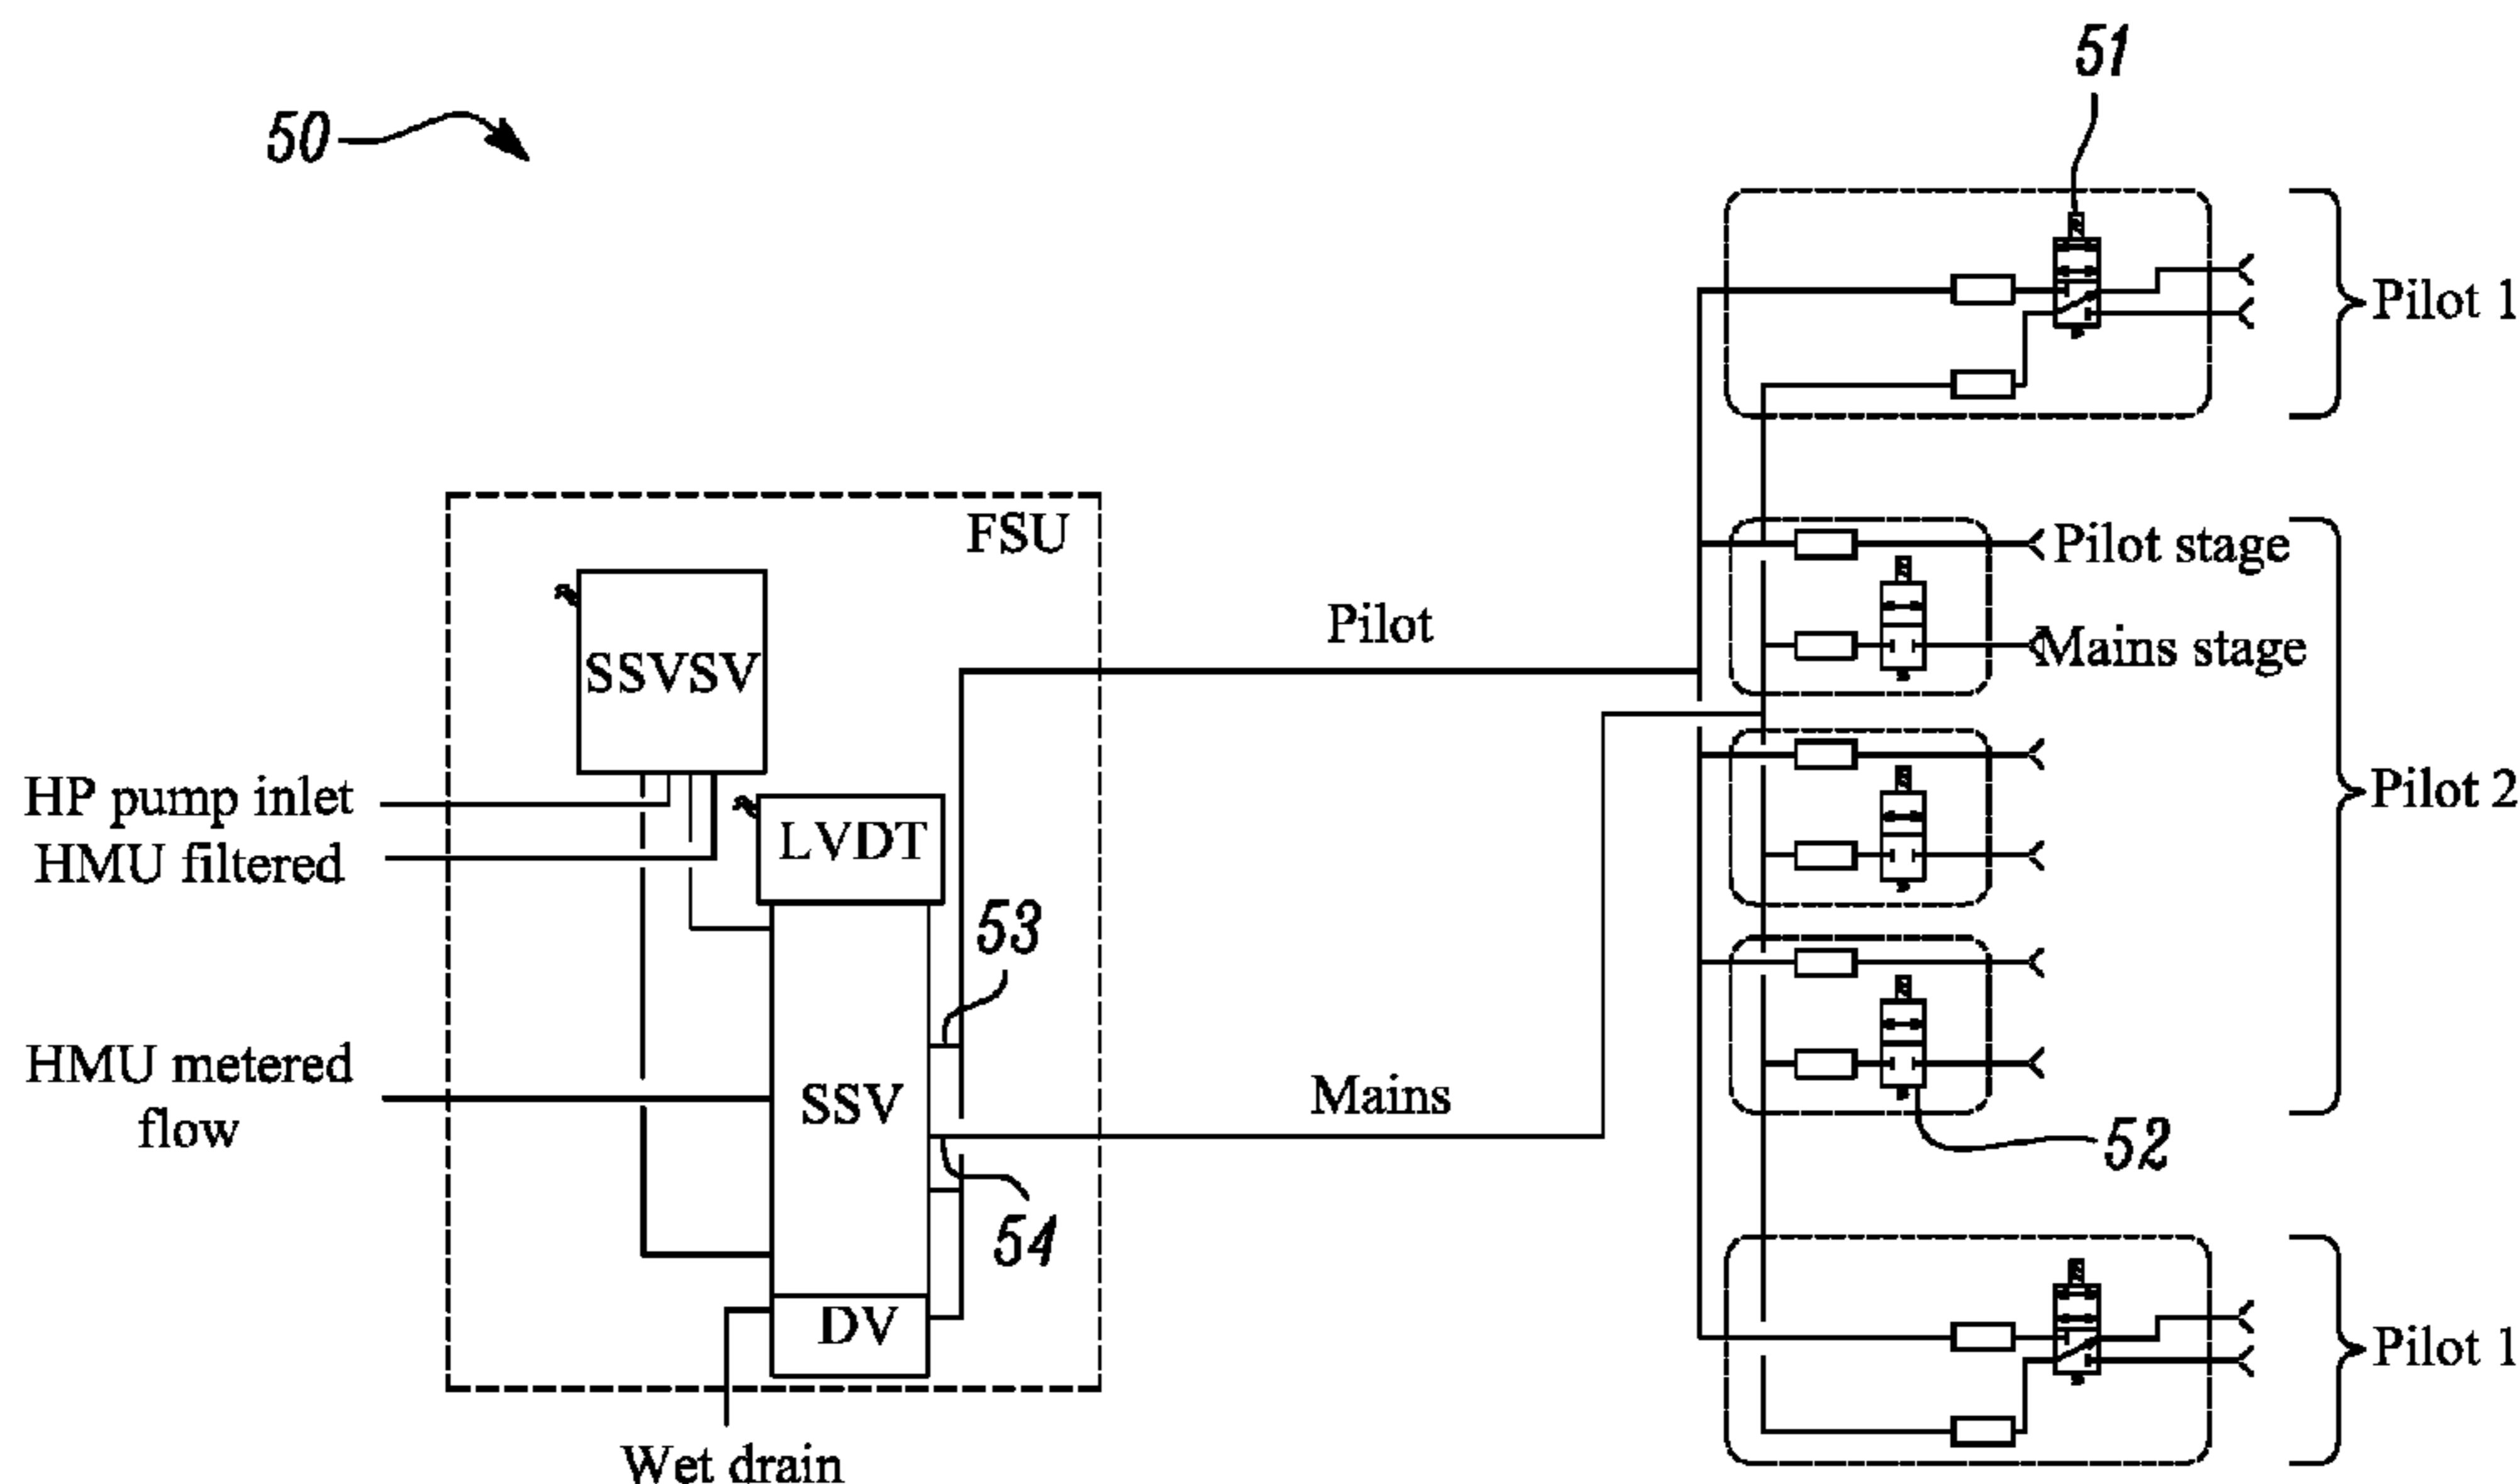 51
50
Pilot 1
FSU
Pilot stage
Pilot
SSVSV
Mains stage
HP pump inlet
Pilot 2
LVDT
HMU filtered
53
HMU metered
flow
SSV
Mains
52
54
DV
Pilot 1
Wet drain